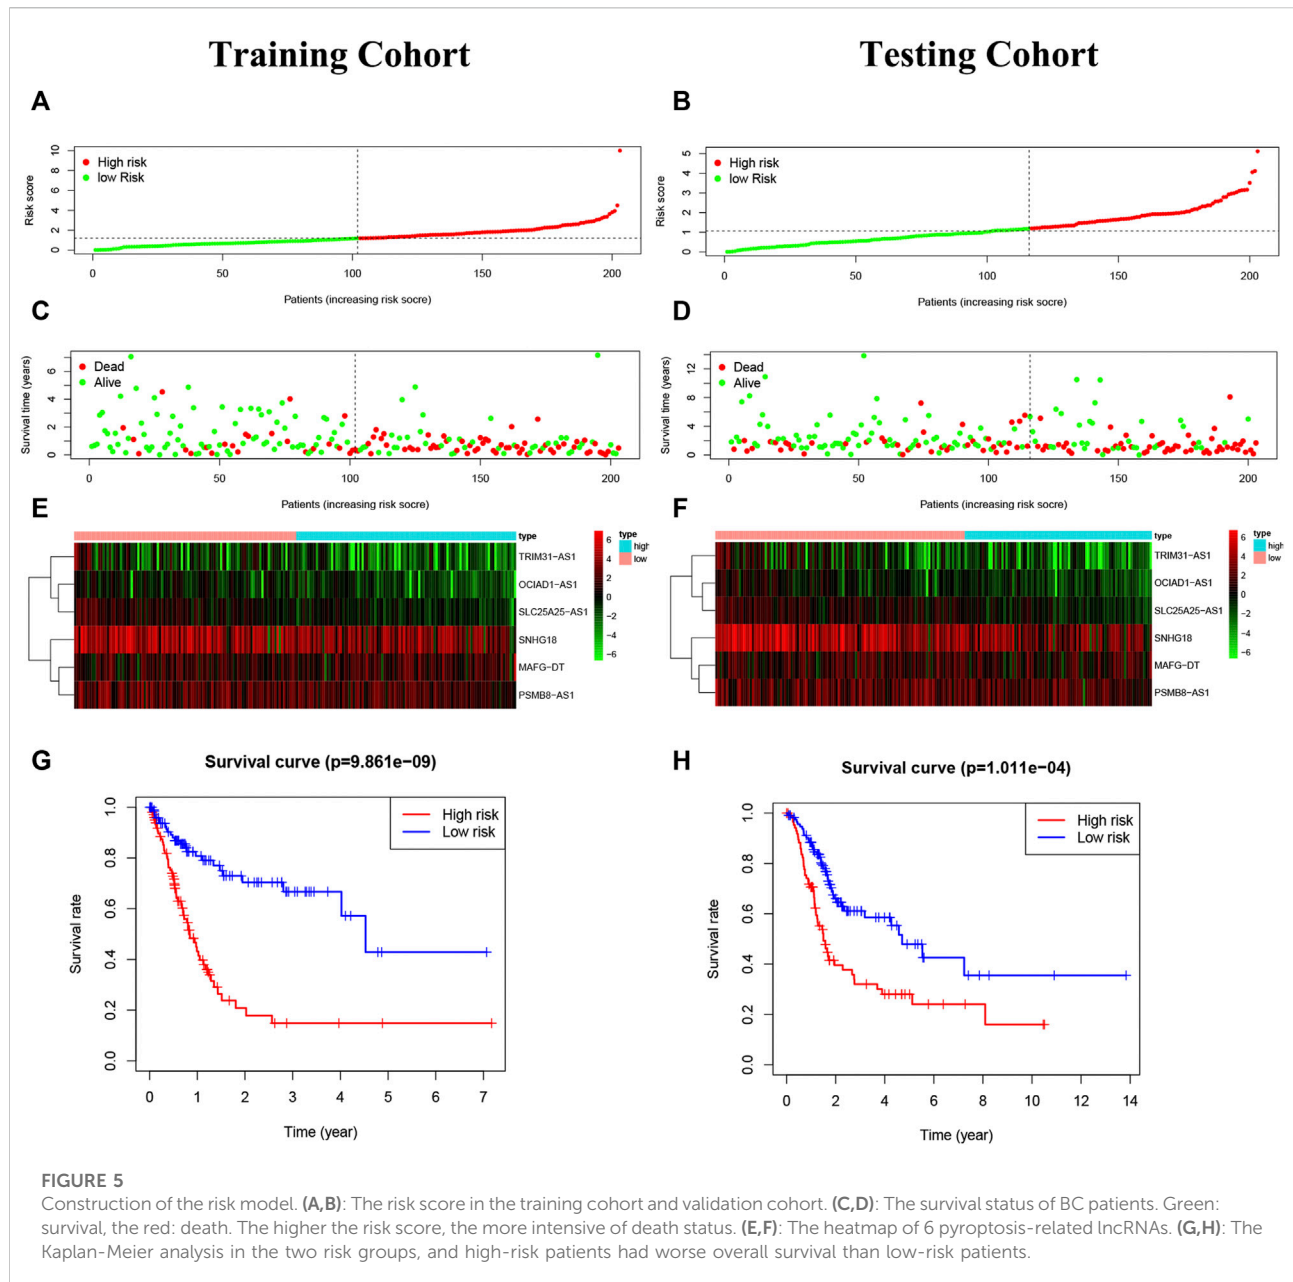 Training Cohort
Testing Cohort
A
High risk
low Risk
Risk score
10
8
6
4
2
0
0
50
100
150
200
Patients (increasing risk socre)
B
High risk
low Risk
Risk score
5
4
3
2
1
0
0
50
100
150
200
Patients (increasing risk socre)
C
Dead
Alive
Survival time (years)
6
4
2
0
0
50
100
150
200
Patients (increasing risk socre)
D
Dead
Alive
Survival time (years)
12
8
4
0
0
50
100
150
200
Patients (increasing risk socre)
E
type
TRIM31-AS1
OCIAD1-AS1
SLC25A25-AS1
SNHG18
MAFG-DT
PSMB8-AS1
type
high
low
6
4
2
0
-2
-4
-6
F
type
TRIM31-AS1
OCIAD1-AS1
SLC25A25-AS1
SNHG18
MAFG-DT
PSMB8-AS1
type
high
low
6
4
2
0
-2
-4
-6
G
Survival curve (p=9.861e-09)
High risk
Low risk
Survival rate
1.0
0.8
0.6
0.4
0.2
0.0
0
1
2
3
4
5
6
7
Time (year)
H
Survival curve (p=1.011e-04)
High risk
Low risk
Survival rate
1.0
0.8
0.6
0.4
0.2
0.0
0
2
4
6
8
10
12
14
Time (year)
FIGURE 5
Construction of the risk model. (A,B): The risk score in the training cohort and validation cohort. (C,D): The survival status of BC patients. Green:
survival, the red: death. The higher the risk score, the more intensive of death status. (E,F): The heatmap of 6 pyroptosis-related lncRNAs. (G,H): The
Kaplan-Meier analysis in the two risk groups, and high-risk patients had worse overall survival than low-risk patients.